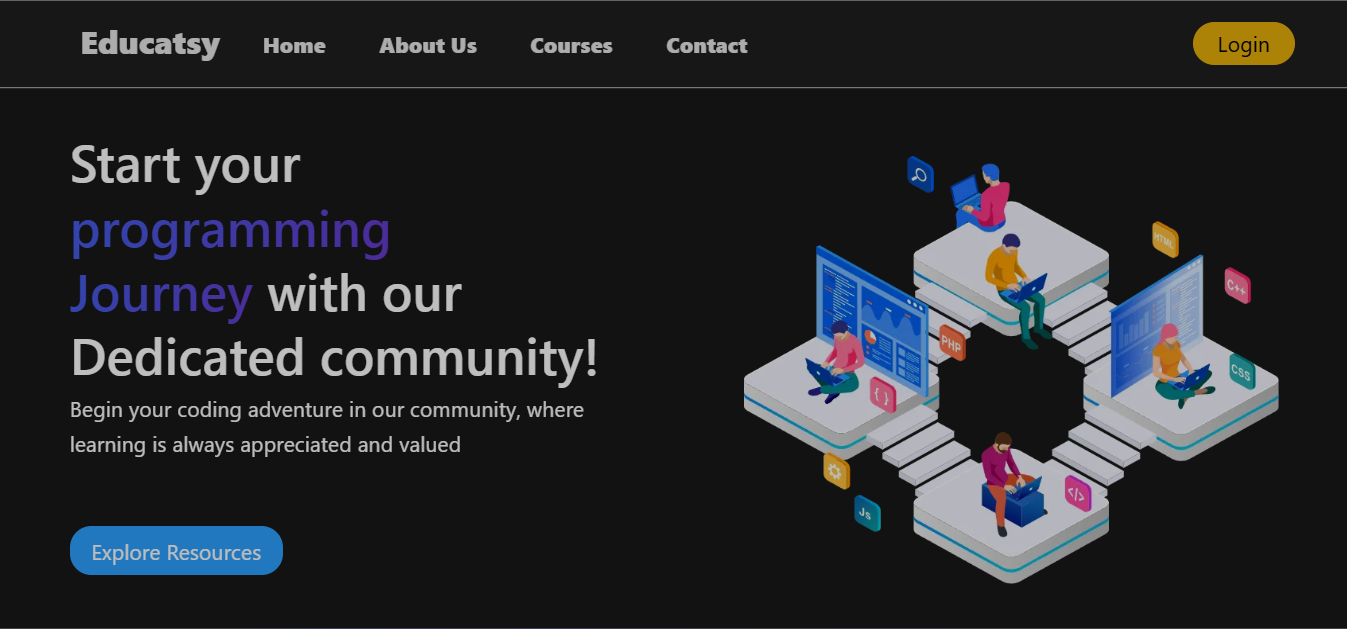 Educatsy Home About Us Courses Contact Login
Start your
programming
Journey with our
Dedicated community!
Begin your coding adventure in our community, where
learning is always appreciated and valued
Explore Resources
HTML
C++
PHP
CSS
{ }
</>
Js